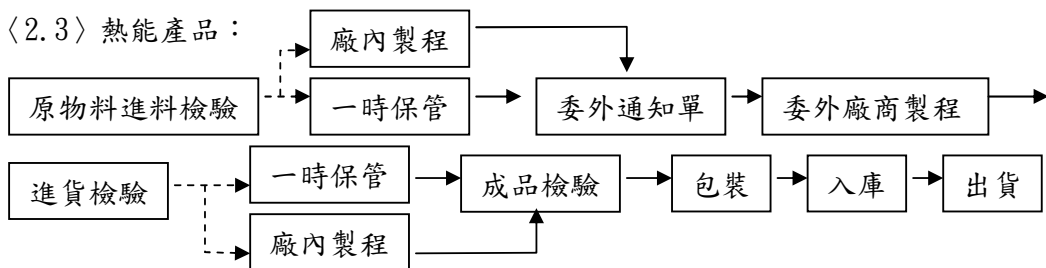 〈2.3〉熱能產品：
廠內製程
原物料進料檢驗
一時保管
委外通知單
委外廠商製程
進貨檢驗
一時保管
成品檢驗
包裝
入庫
出貨
廠內製程